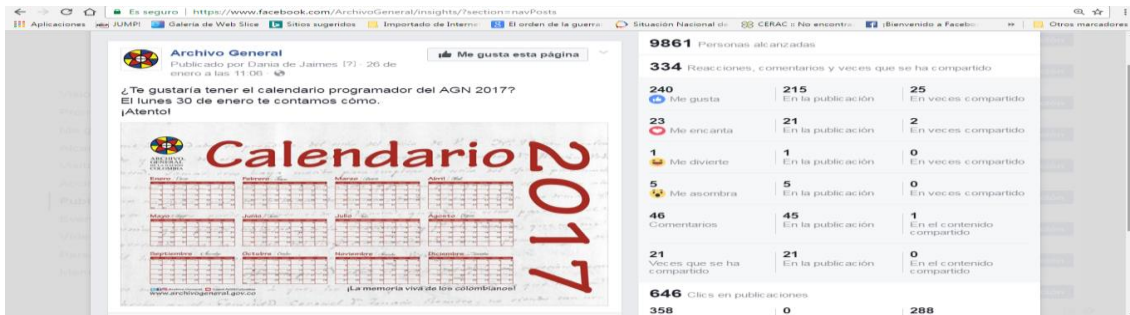 Es seguro | https://www.facebook.com/ArchivoGeneral/insights/?section=navPosts
Aplicaciones JUMP! Galería de Web Slice Sitios sugeridos Importado de Interne El orden de la guerra Situación Nacional de CERAC :: No encontra ¡Bienvenido a Facebo » Otros marcadores
Archivo General
Publicado por Dania de Jaimes [?] · 26 de
enero a las 11:06 ·
Me gusta esta página
¿Te gustaría tener el calendario programador del AGN 2017?
El lunes 30 de enero te contamos cómo.
¡Atento!
ARCHIVO
GENERAL
COLOMBIA
Calendario
2017
Enero Febrero Marzo Abril
Mayo Junio Julio Agosto
Septiembre Octubre Noviembre Diciembre
www.archivogeneral.gov.co
¡La memoria viva de los colombianos!
9861 Personas alcanzadas
334 Reacciones, comentarios y veces que se ha compartido
240 215 25
Me gusta En la publicación En veces compartido
23 21 2
Me encanta En la publicación En veces compartido
1 1 0
Me divierte En la publicación En veces compartido
5 5 0
Me asombra En la publicación En veces compartido
46 45 1
Comentarios En la publicación En el contenido
compartido
21 21 0
Veces que se ha En la publicación En el contenido
compartido compartido
646 Clics en publicaciones
358 0 288